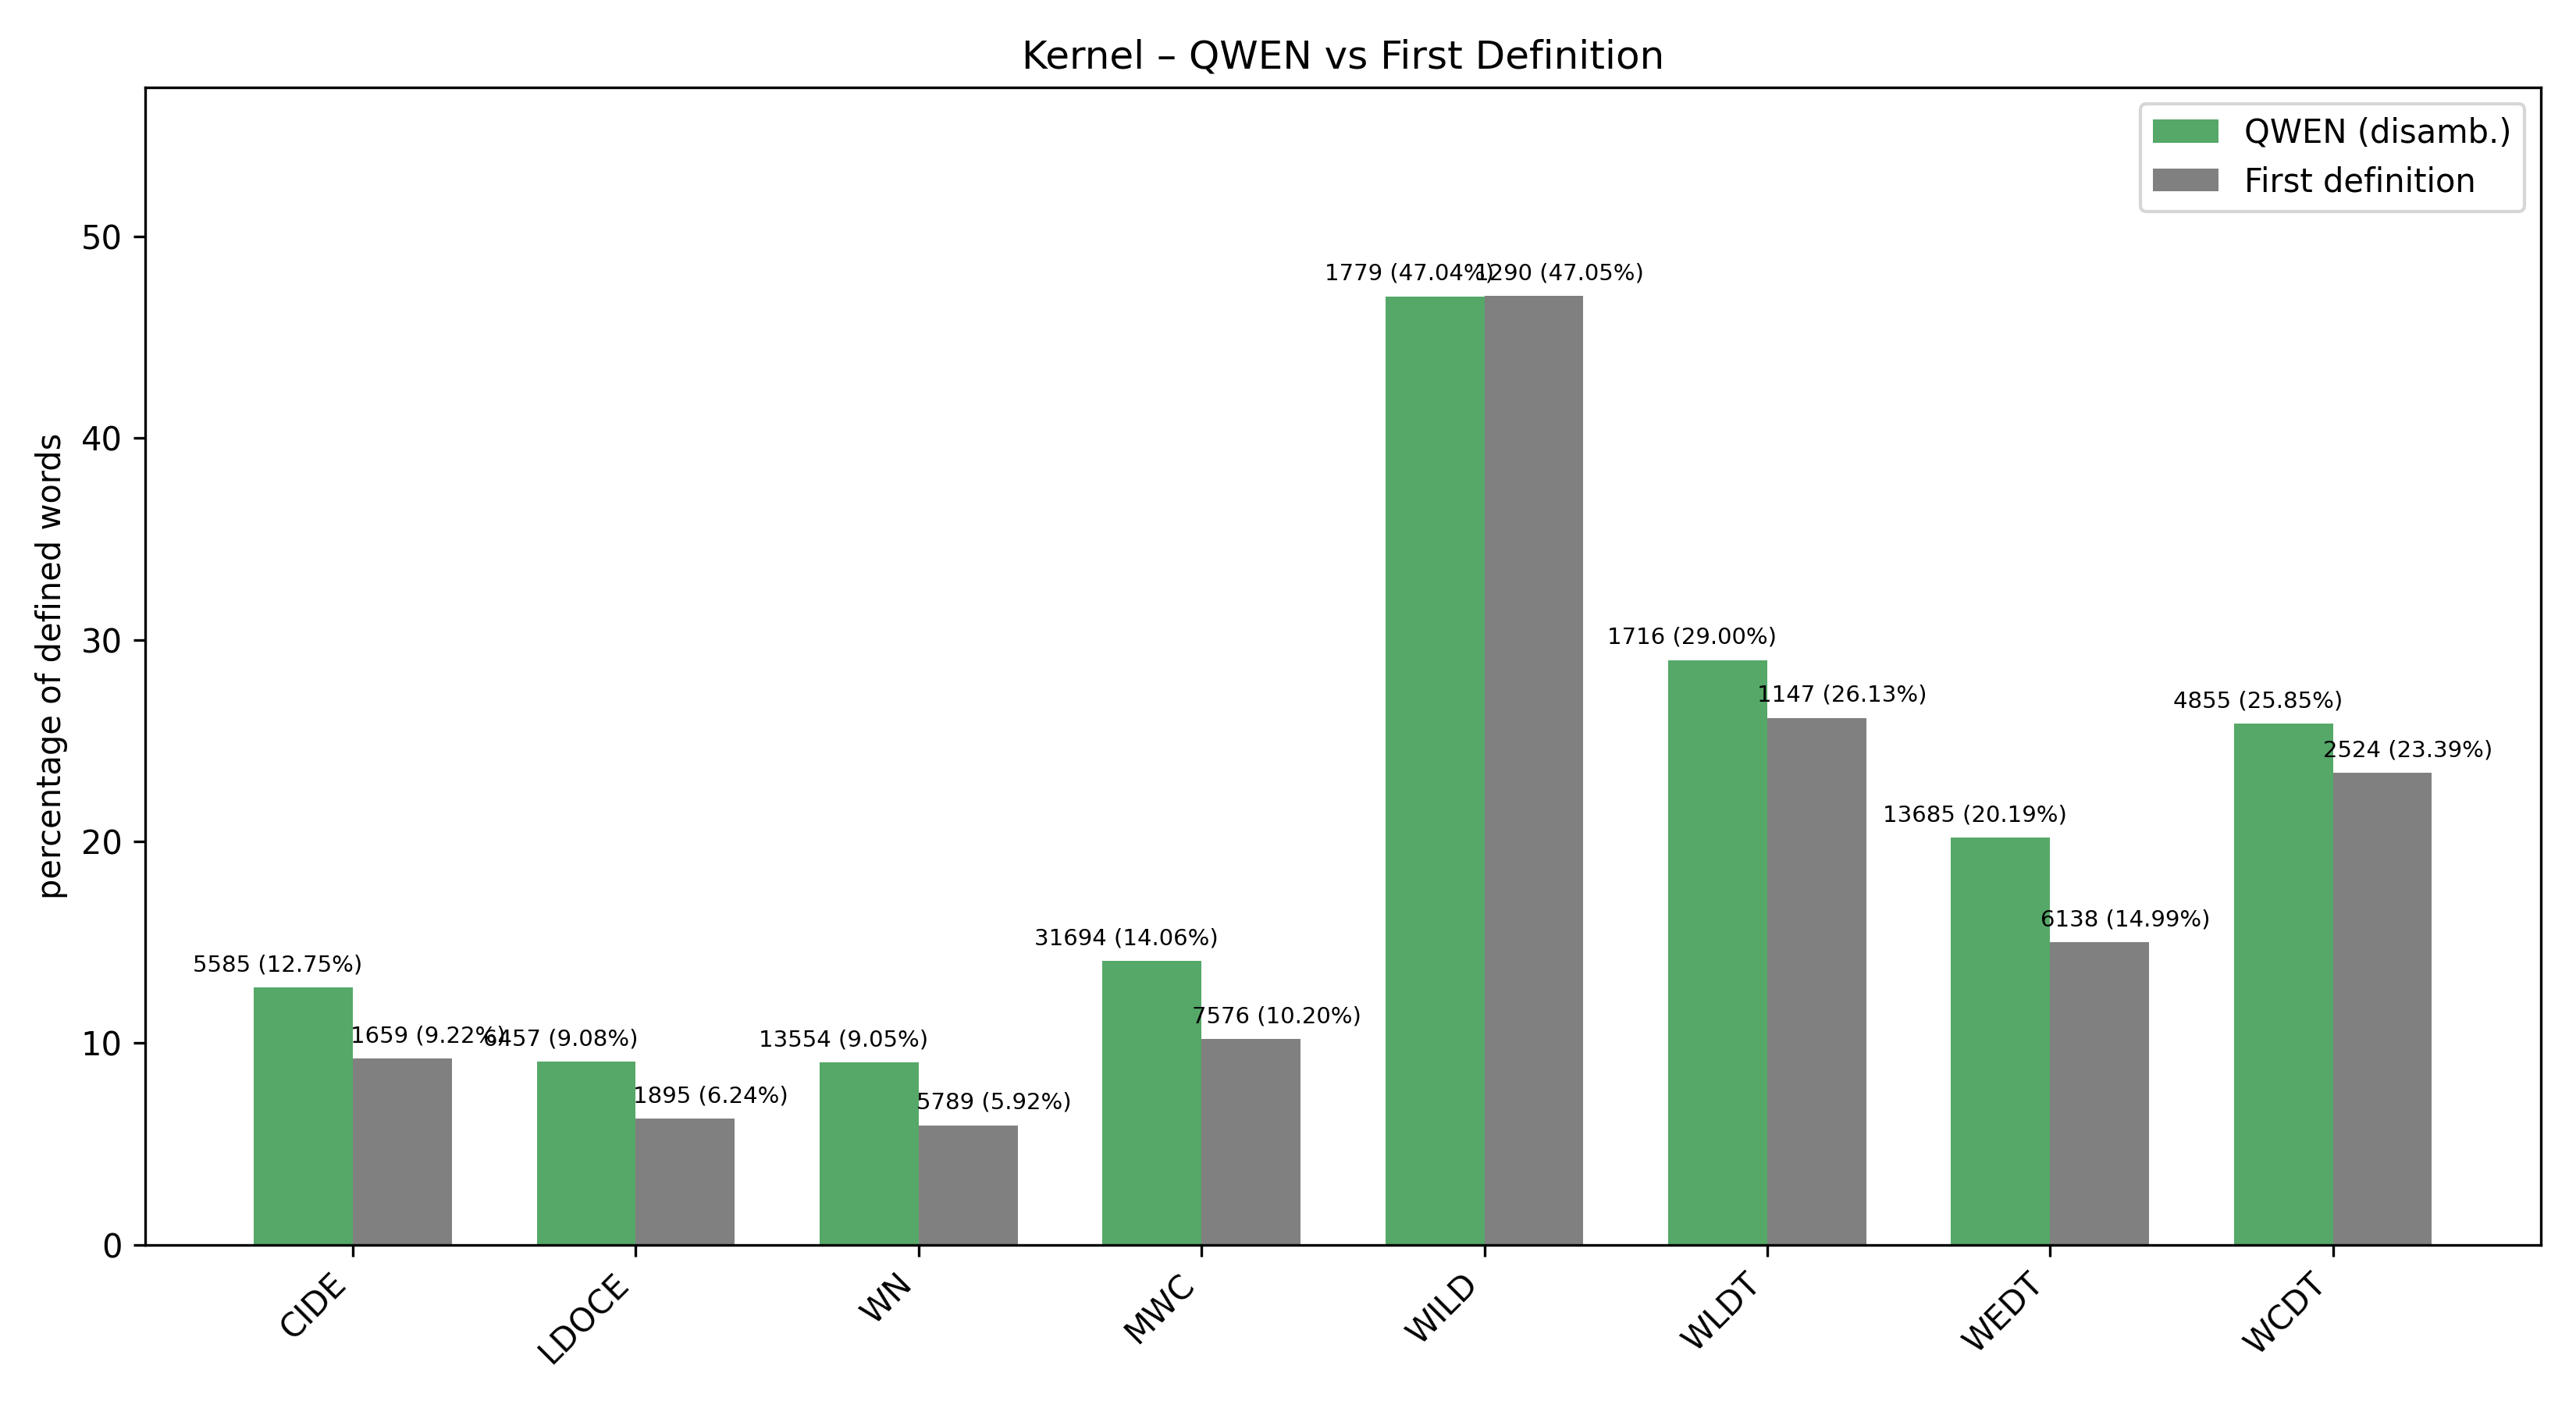 Kernel – QWEN vs First Definition
QWEN (disamb.)
First definition
percentage of defined words
50
40
30
20
10
0
1779 (47.04%)
1290 (47.05%)
1716 (29.00%)
1147 (26.13%)
4855 (25.85%)
2524 (23.39%)
13685 (20.19%)
6138 (14.99%)
31694 (14.06%)
7576 (10.20%)
5585 (12.75%)
1659 (9.22%)
6457 (9.08%)
1895 (6.24%)
13554 (9.05%)
5789 (5.92%)
CIDE
LDOCE
WN
MWC
WILD
WLDT
WEDT
WCDT